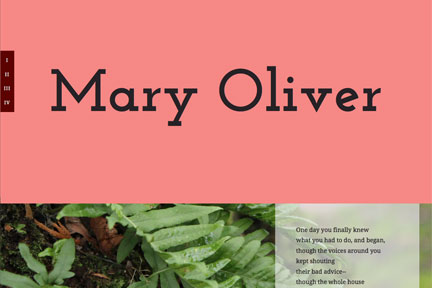 I
II
III
IV
Mary Oliver
One day you finally knew
what you had to do, and began,
though the voices around you
kept shouting
their bad advice—
though the whole house